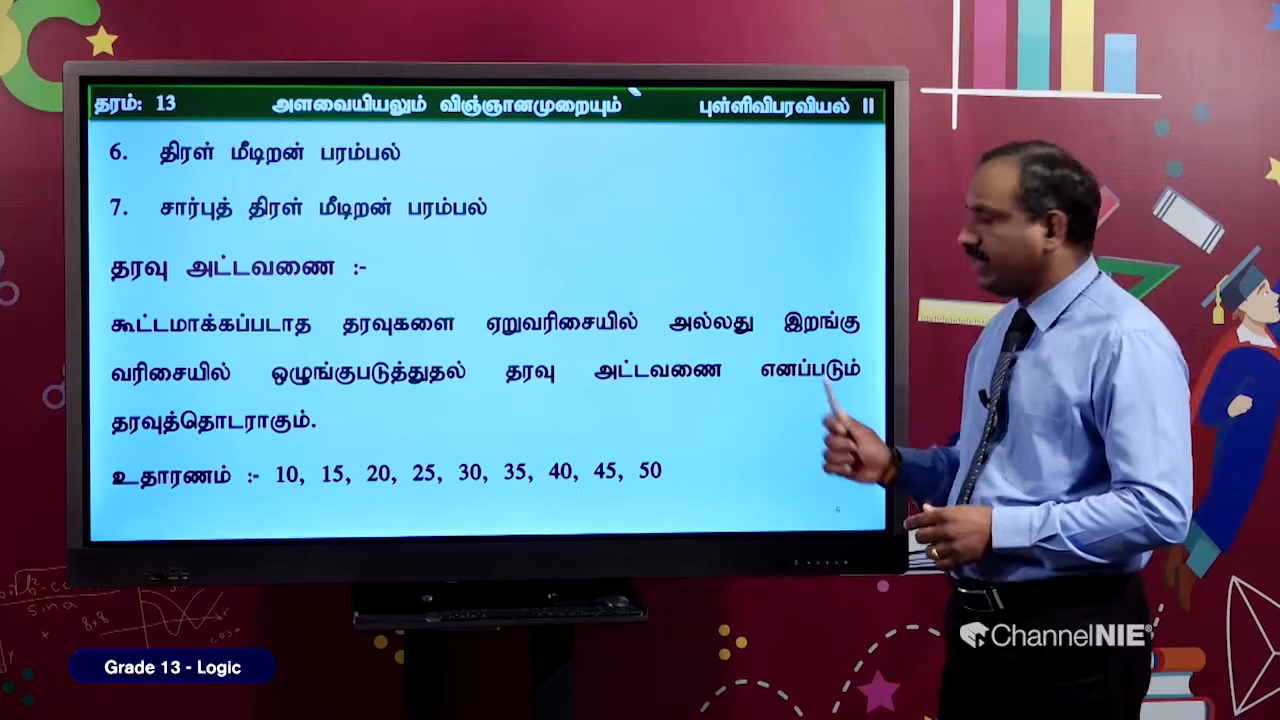 தரம்: 13 அளவையியலும் விஞ்ஞானமுறையும் புள்ளிவிபரவியல் II
6. திரள் மீடிறன் பரம்பல்
7. சார்புத் திரள் மீடிறன் பரம்பல்
தரவு அட்டவணை :-
கூட்டமாக்கப்படாத தரவுகளை ஏறுவரிசையில் அல்லது இறங்கு
வரிசையில் ஒழுங்குபடுத்துதல் தரவு அட்டவணை எனப்படும்
தரவுத்தொடராகும்.
உதாரணம் :- 10, 15, 20, 25, 30, 35, 40, 45, 50
6
ChannelNIE®
Grade 13 - Logic